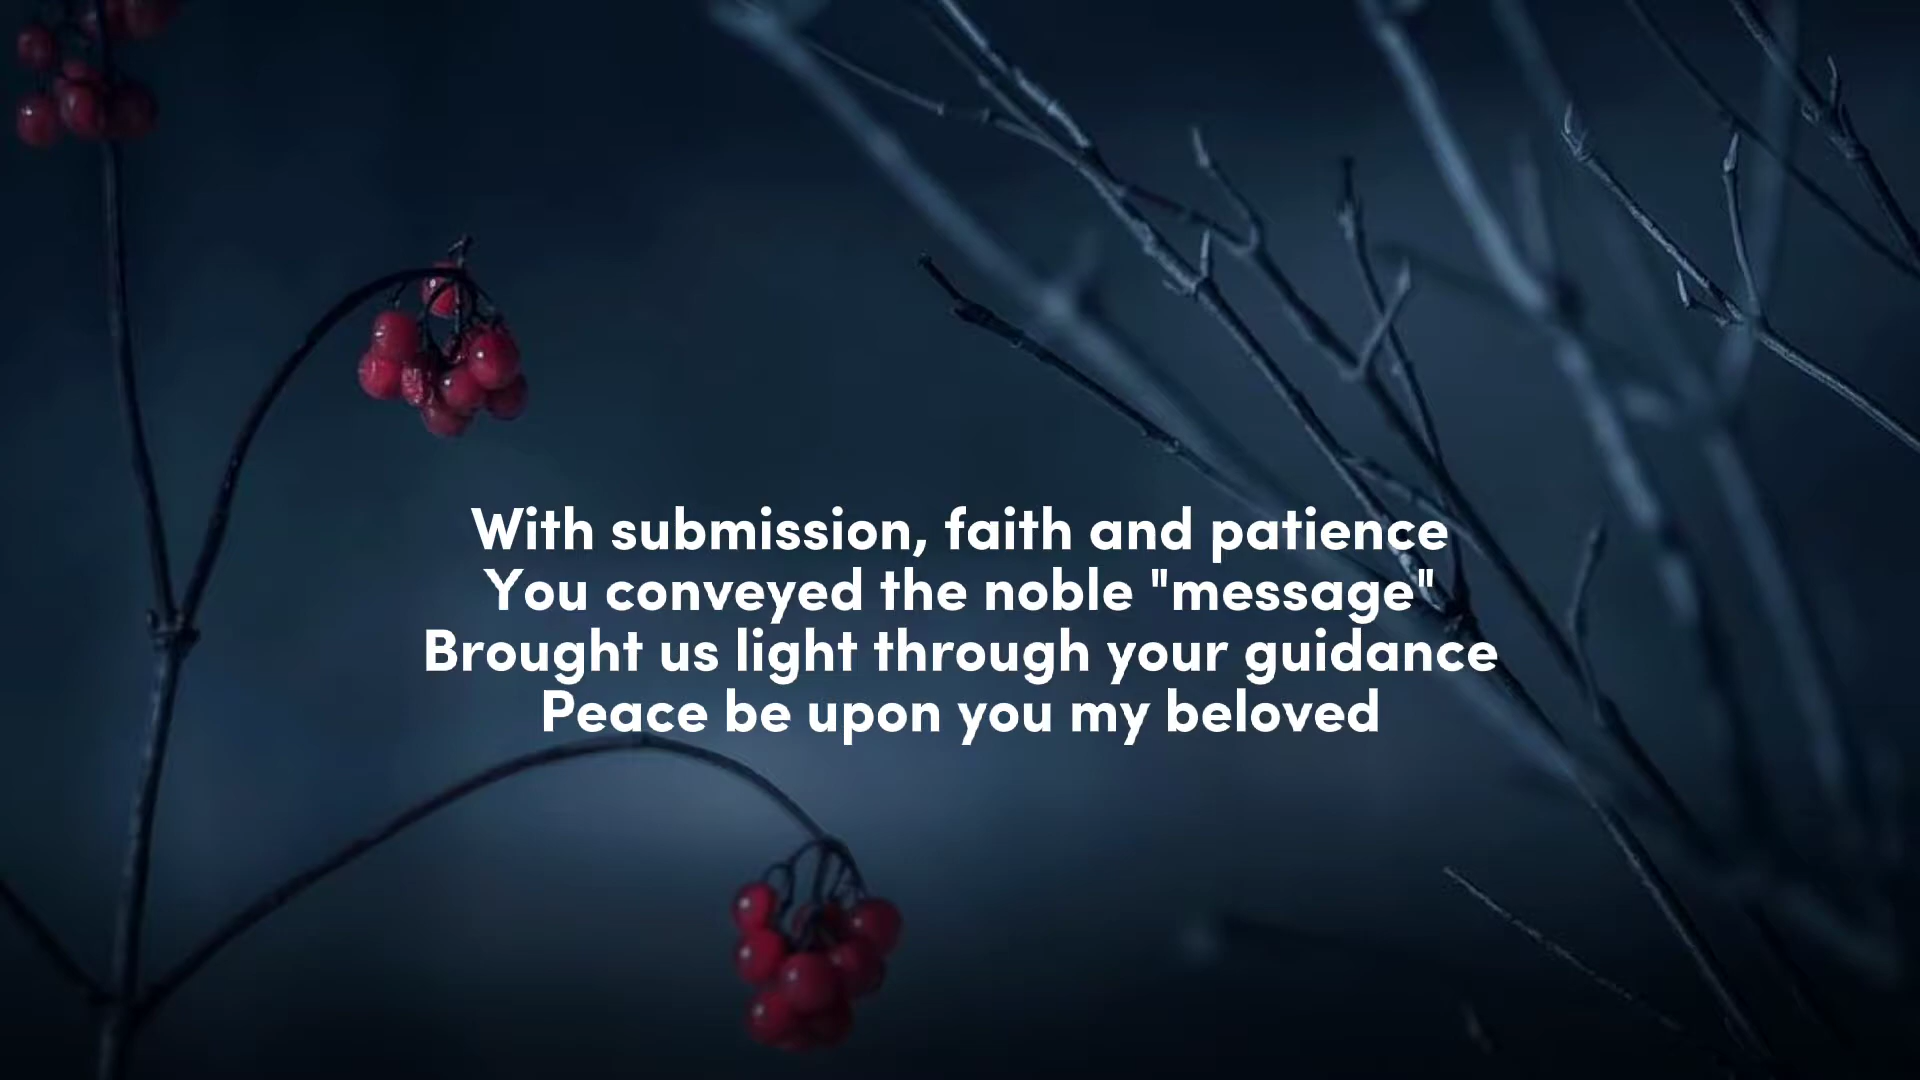 With submission, faith and patience
You conveyed the noble "message"
Brought us light through your guidance
Peace be upon you my beloved